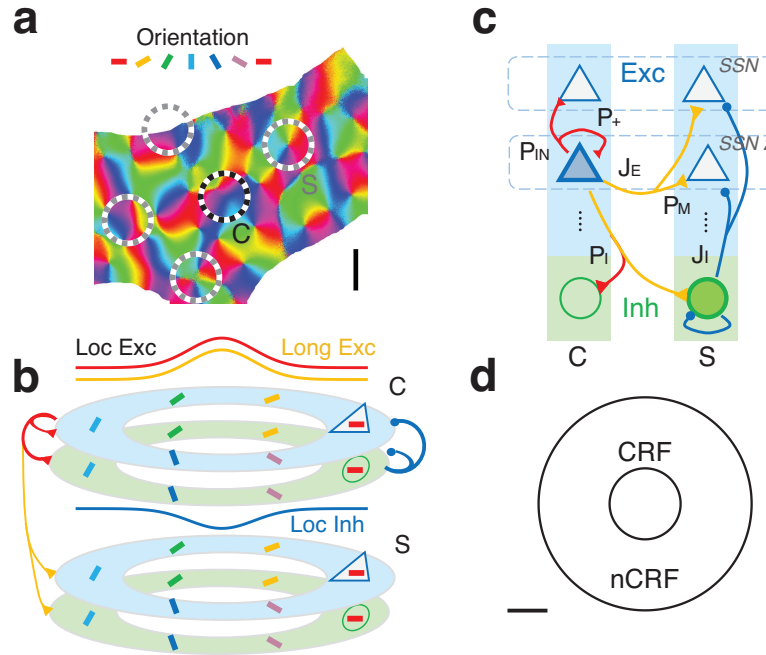 a
Orientation
S
C
b
Loc Exc
Long Exc
C
Loc Inh
S
c
Exc
SSN
P+
PIN
JE
SSN
PM
PI
JI
Inh
C
S
d
CRF
nCRF